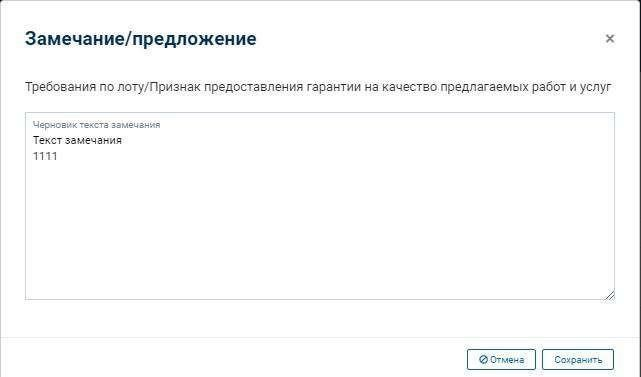 Замечание/предложение
Требования по лоту/Признак предоставления гарантии на качество предлагаемых работ и услуг
Черновик текста замечания
Текст замечания
1111
Отмена
Сохранить